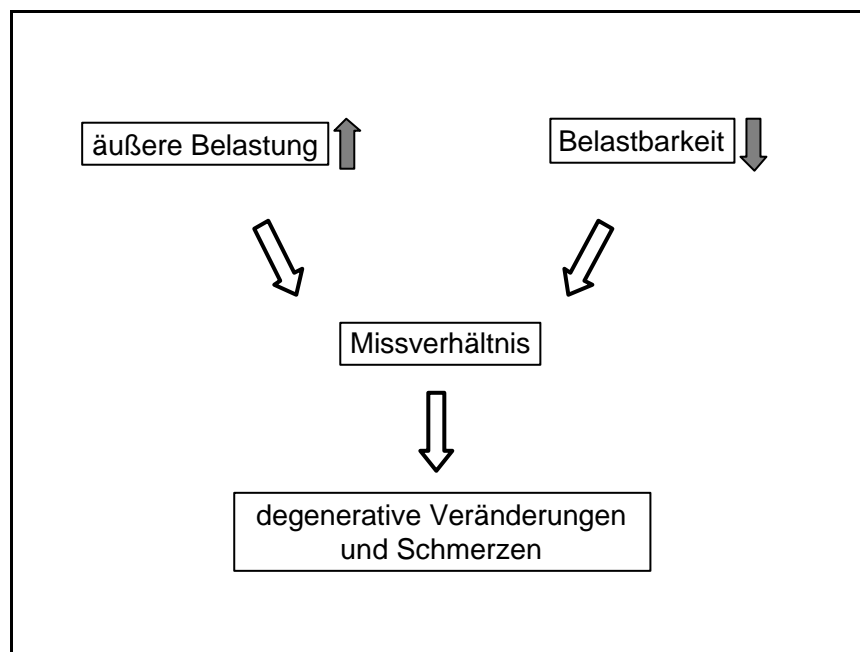 äußere Belastung
Belastbarkeit
Missverhältnis
degenerative Veränderungen
und Schmerzen